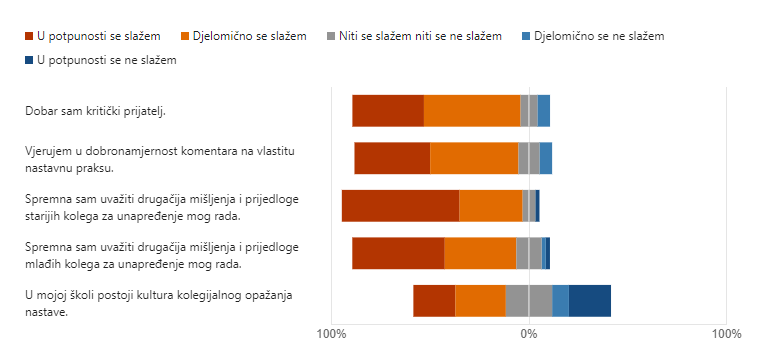 U potpunosti se slažem
Djelomično se slažem
Niti se slažem niti se ne slažem
Djelomično se ne slažem
U potpunosti se ne slažem
Dobar sam kritički prijatelj.
Vjerujem u dobronamjernost komentara na vlastitu
nastavnu praksu.
Spremna sam uvažiti drugačija mišljenja i prijedloge
starijih kolega za unapređenje mog rada.
Spremna sam uvažiti drugačija mišljenja i prijedloge
mlađih kolega za unapređenje mog rada.
U mojoj školi postoji kultura kolegijalnog opažanja
nastave.
100%
0%
100%